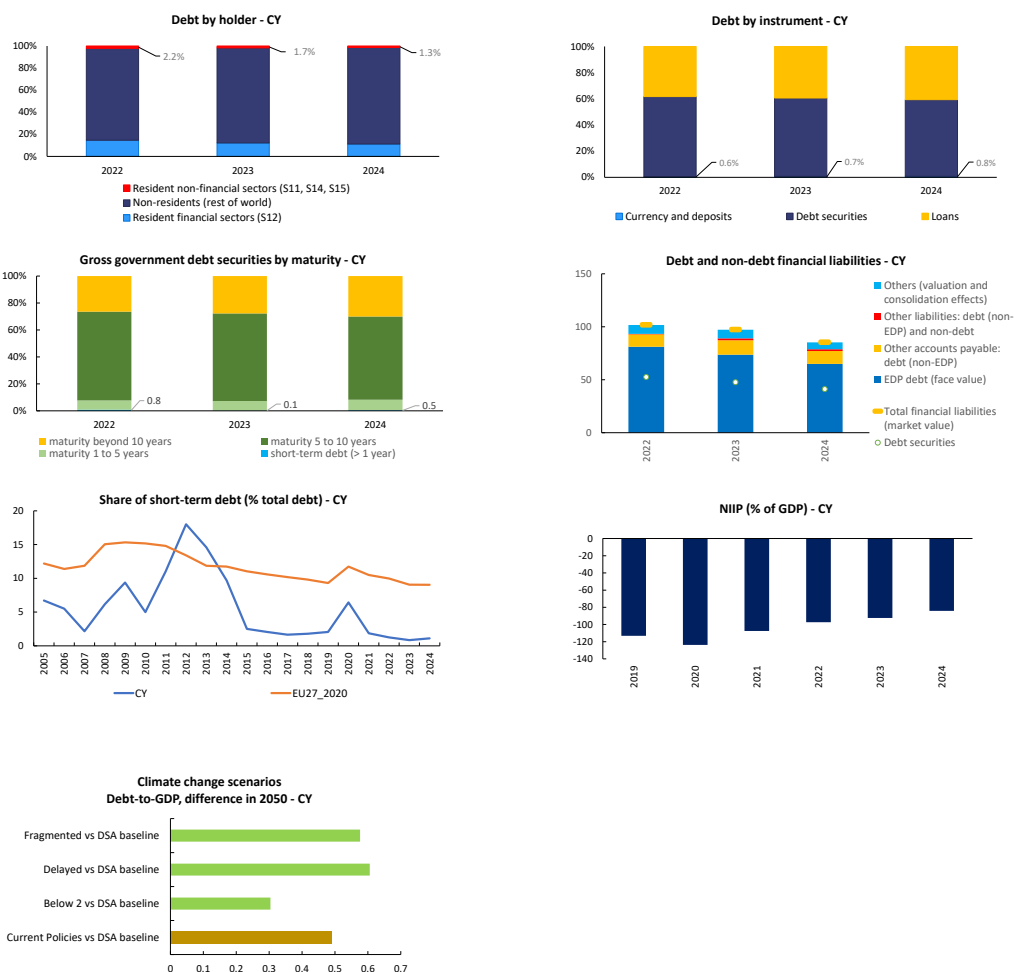 Debt by holder - CY
100%
80%
60%
40%
20%
0%
2.2%
1.7%
1.3%
2022
2023
2024
Resident non-financial sectors (S11, S14, S15)
Non-residents (rest of world)
Resident financial sectors (S12)
Debt by instrument - CY
100%
80%
60%
40%
20%
0%
0.6%
0.7%
0.8%
2022
2023
2024
Currency and deposits
Debt securities
Loans
Gross government debt securities by maturity - CY
100%
80%
60%
40%
20%
0%
0.8
0.1
0.5
2022
2023
2024
maturity beyond 10 years
maturity 5 to 10 years
maturity 1 to 5 years
short-term debt (> 1 year)
Debt and non-debt financial liabilities - CY
150
100
50
0
2022
2023
2024
Others (valuation and
consolidation effects)
Other liabilities: debt (non-
EDP) and non-debt
Other accounts payable:
debt (non-EDP)
EDP debt (face value)
Total financial liabilities
(market value)
Debt securities
Share of short-term debt (% total debt) - CY
20
15
10
5
0
2005
2006
2007
2008
2009
2010
2011
2012
2013
2014
2015
2016
2017
2018
2019
2020
2021
2022
2023
2024
CY
EU27_2020
NIIP (% of GDP) - CY
0
-20
-40
-60
-80
-100
-120
-140
2019
2020
2021
2022
2023
2024
Climate change scenarios
Debt-to-GDP, difference in 2050 - CY
Fragmented vs DSA baseline
Delayed vs DSA baseline
Below 2 vs DSA baseline
Current Policies vs DSA baseline
0 0.1 0.2 0.3 0.4 0.5 0.6 0.7